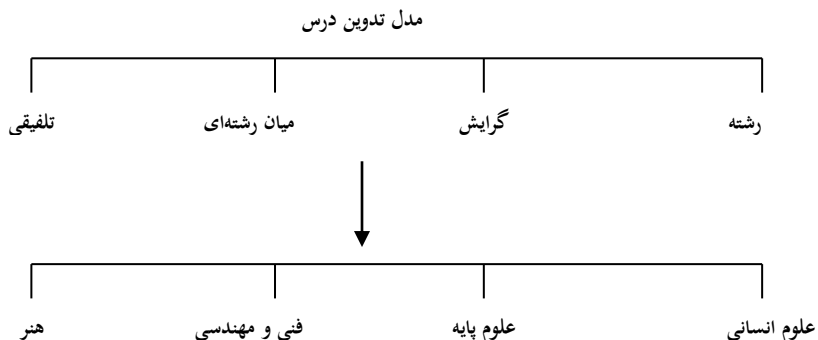 مدل تدوین درس
رشته گرایش میان رشته‌ای تلفیقی
علوم انسانی علوم پایه فنی و مهندسی هنر